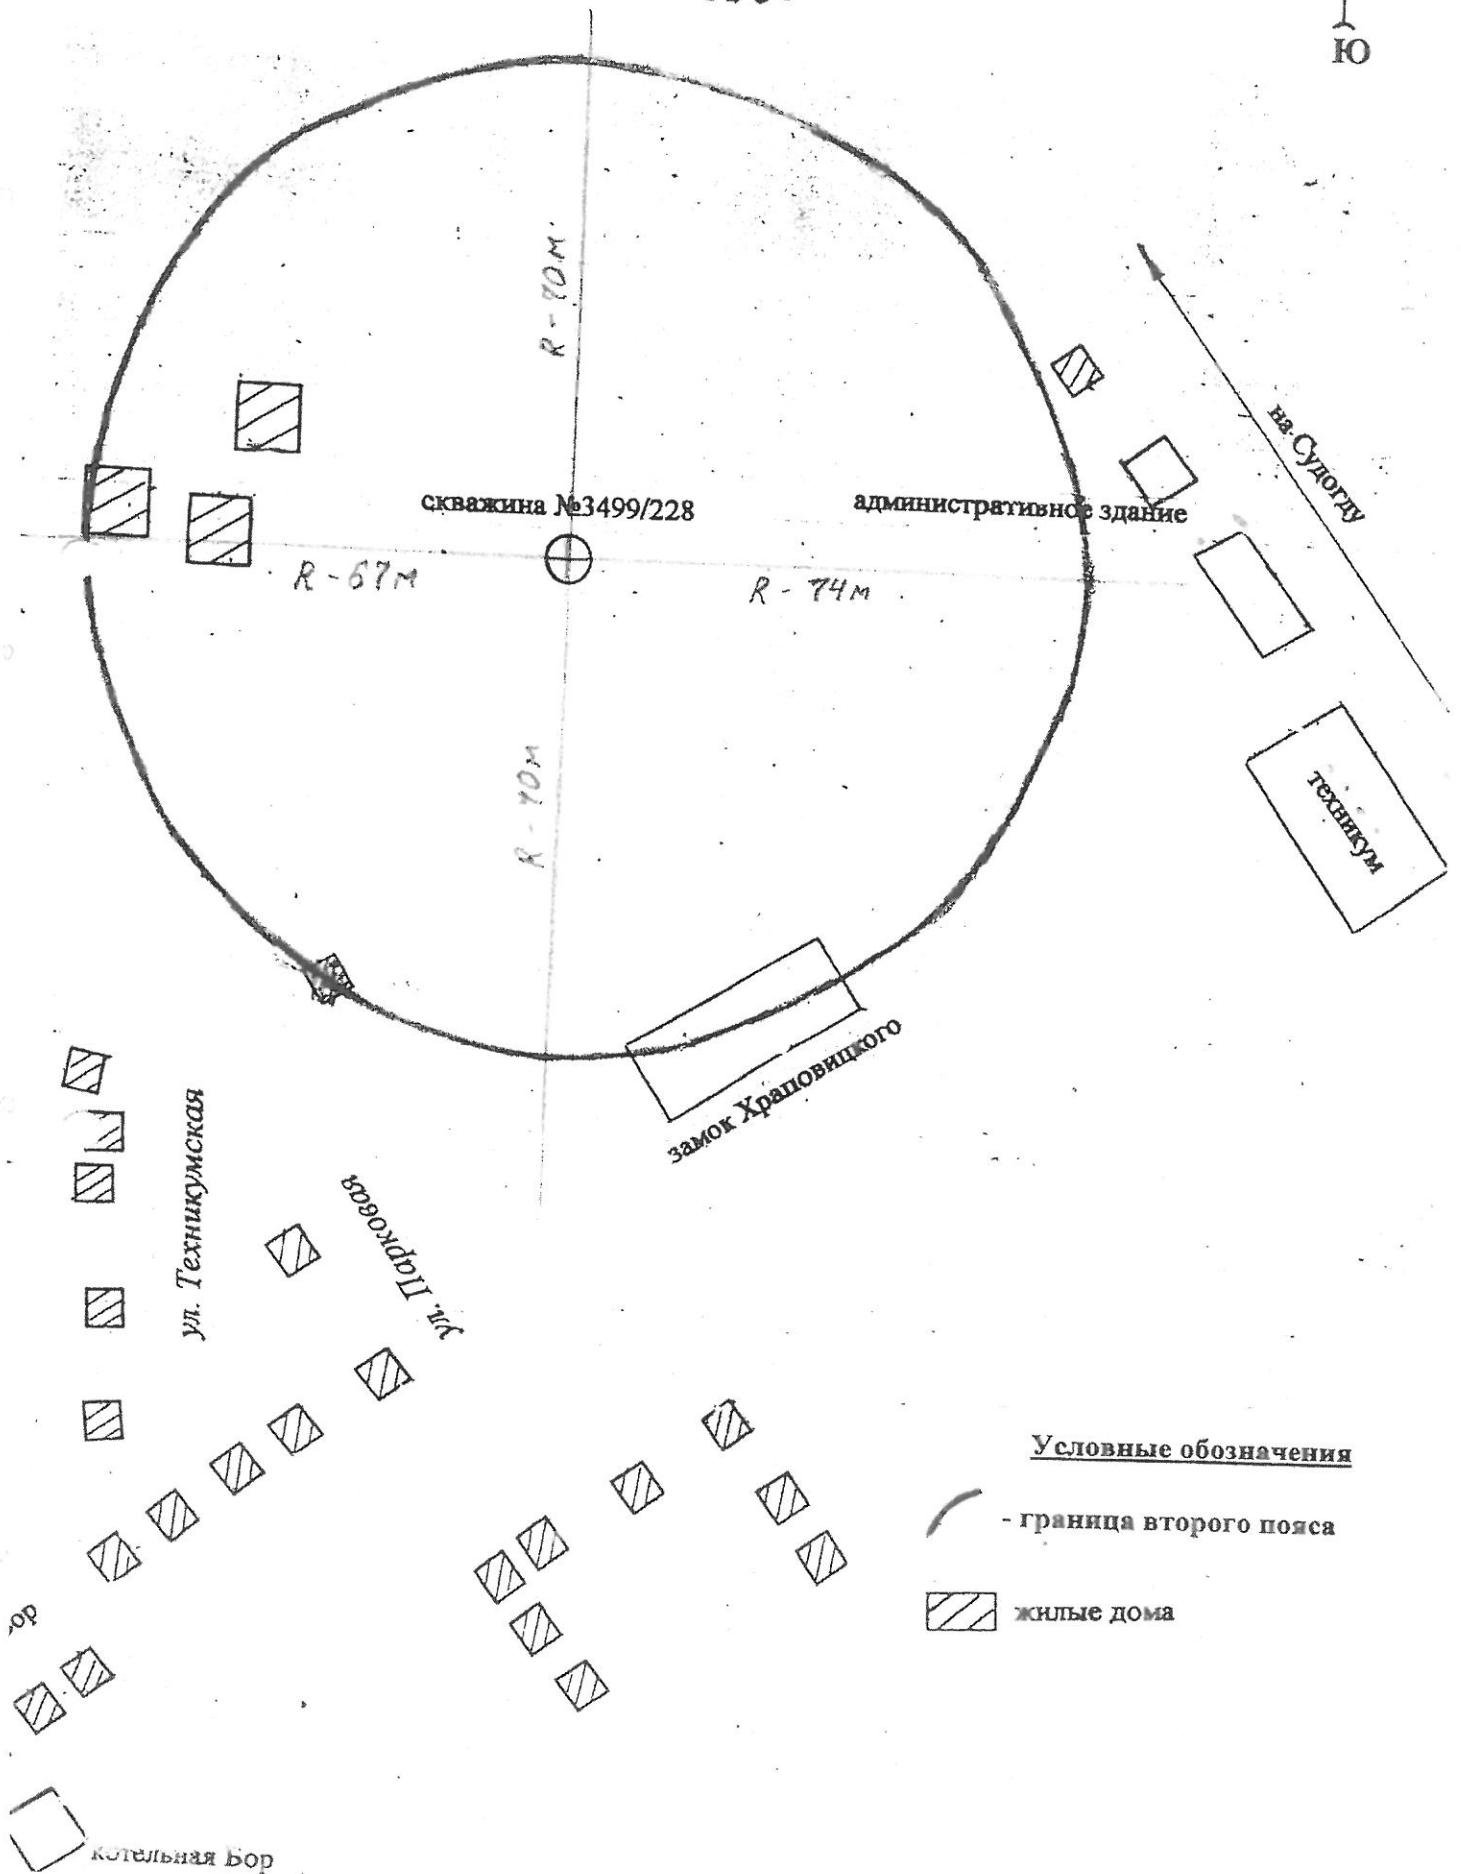 Ю
R - 70м.
на Судогду
скважина №3499/228
административное здание
R - 67м
R - 74м
R - 70м
техникум
замок Храповицкого
ул. Техникумская
ул. Парковая
Условные обозначения
- граница второго пояса
жилые дома
котельная Бор